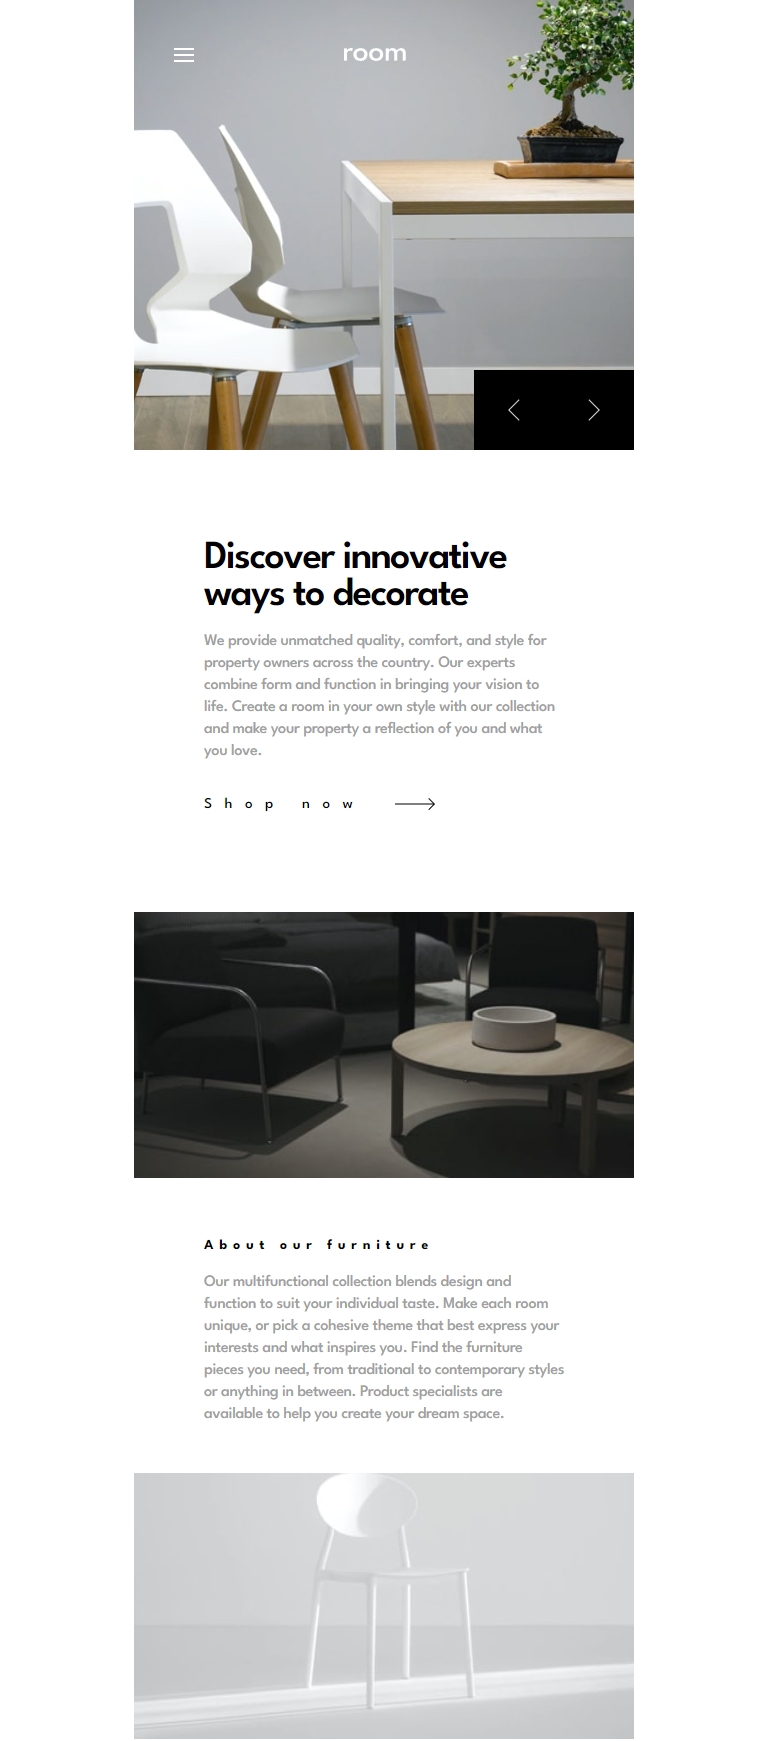 room
Discover innovative
ways to decorate
We provide unmatched quality, comfort, and style for
property owners across the country. Our experts
combine form and function in bringing your vision to
life. Create a room in your own style with our collection
and make your property a reflection of you and what
you love.
Shop now
About our furniture
Our multifunctional collection blends design and
function to suit your individual taste. Make each room
unique, or pick a cohesive theme that best express your
interests and what inspires you. Find the furniture
pieces you need, from traditional to contemporary styles
or anything in between. Product specialists are
available to help you create your dream space.